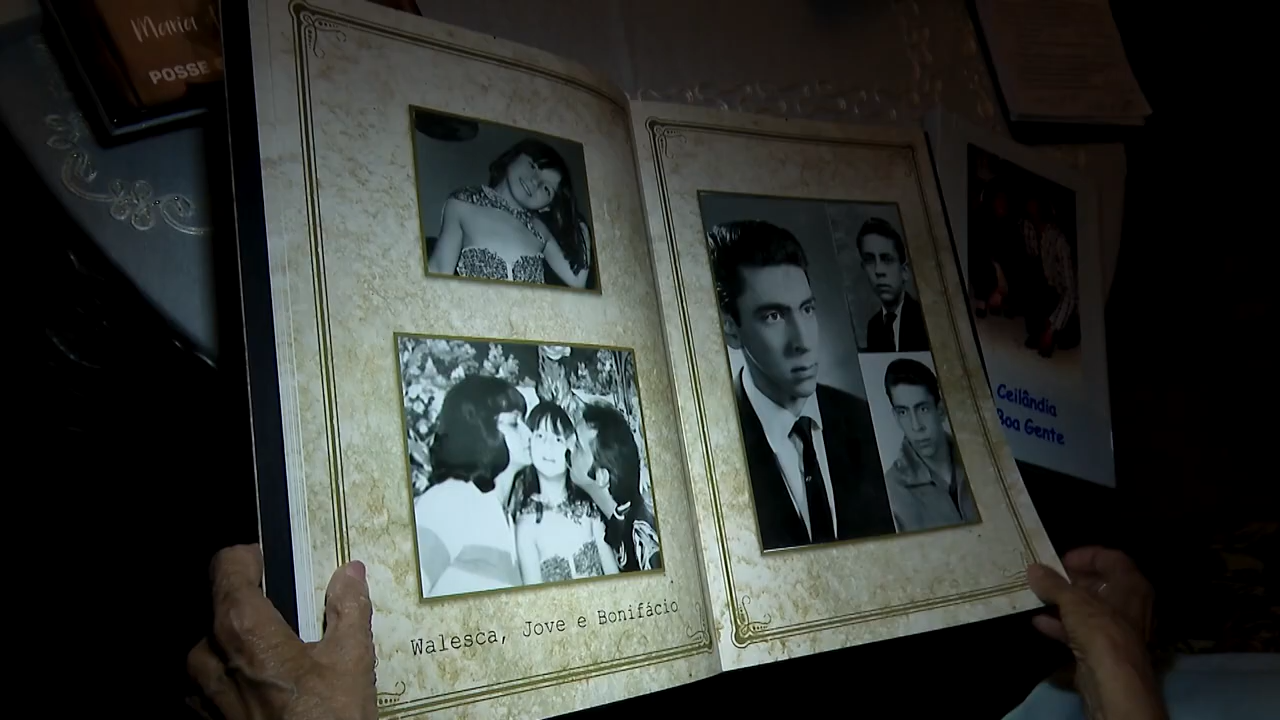 Maria
POSSE
Walesca, Jove e Bonifácio
Ceilândia
Boa Gente